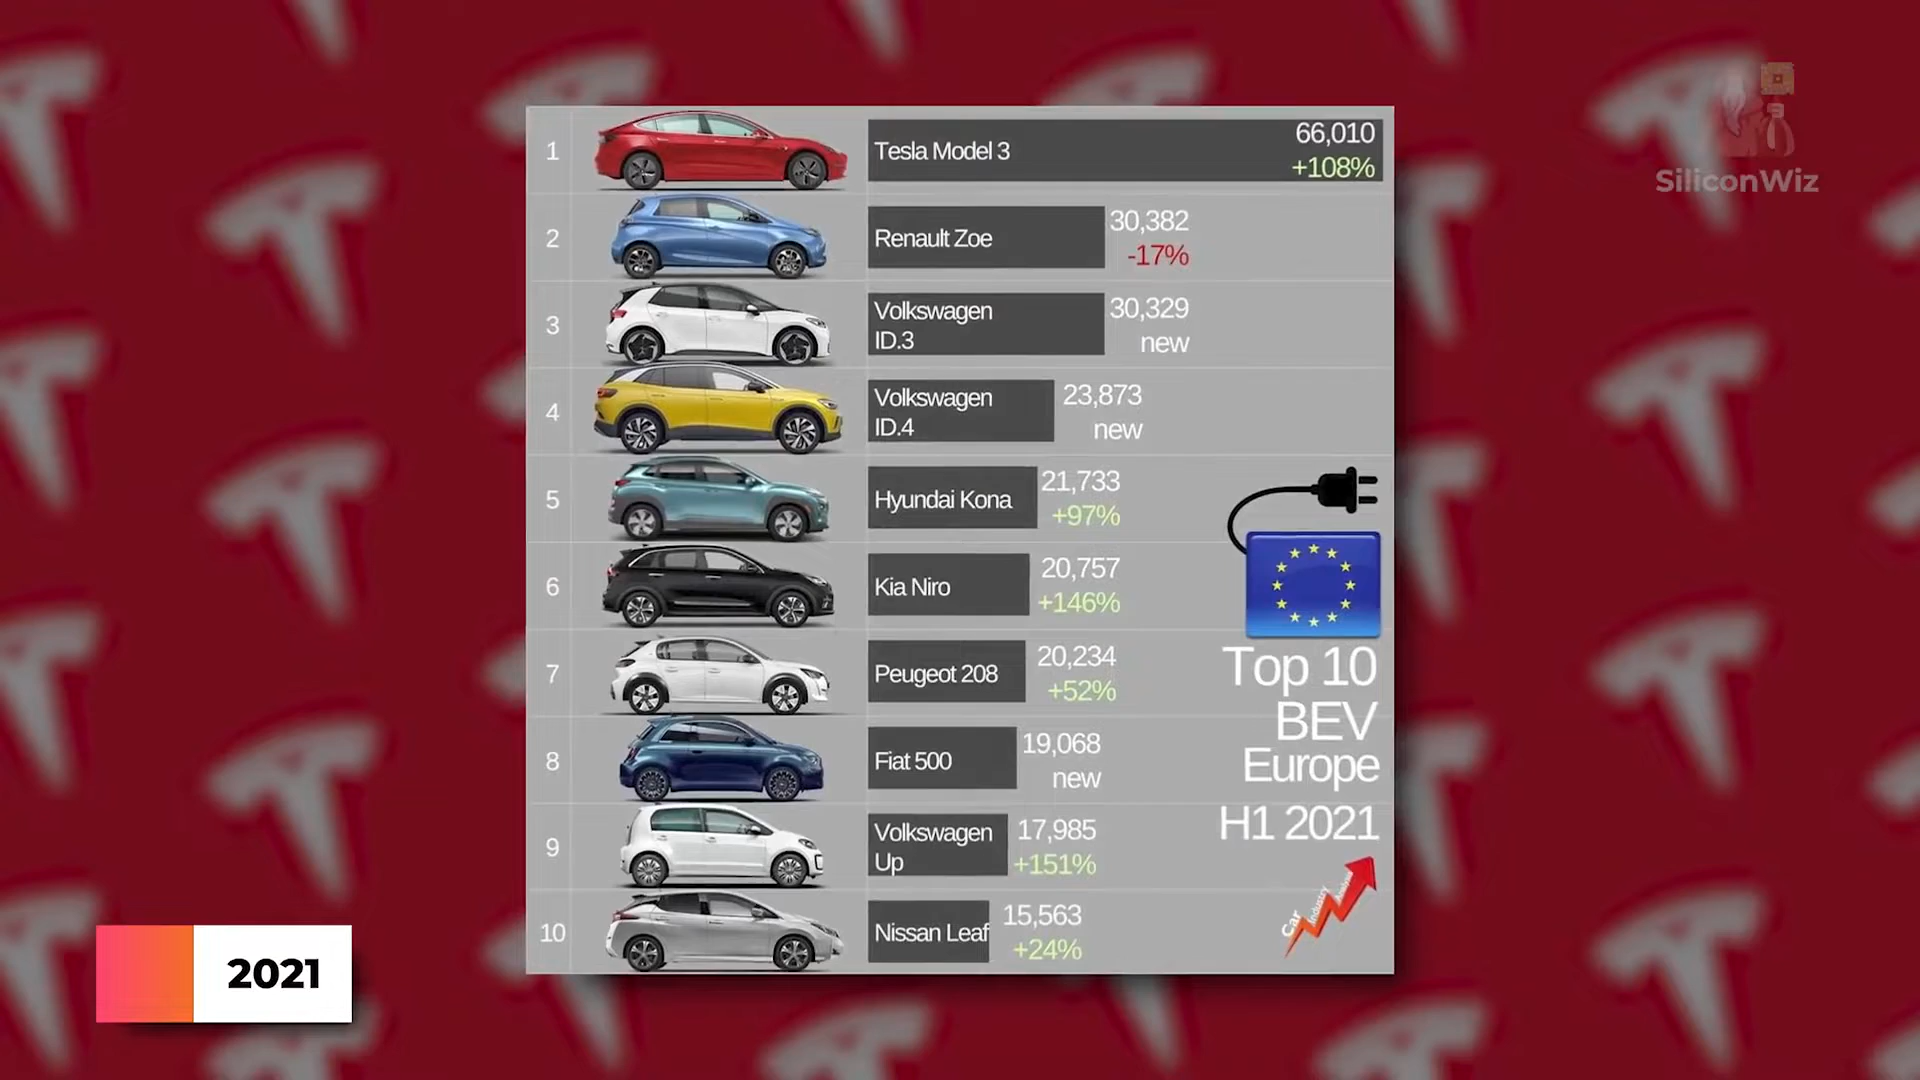 SiliconWiz
1
Tesla Model 3
66,010
+108%
2
Renault Zoe
30,382
-17%
3
Volkswagen
ID.3
30,329
new
4
Volkswagen
ID.4
23,873
new
5
Hyundai Kona
21,733
+97%
6
Kia Niro
20,757
+146%
7
Peugeot 208
20,234
+52%
8
Fiat 500
19,068
new
9
Volkswagen
Up
17,985
+151%
10
Nissan Leaf
15,563
+24%
Top 10
BEV
Europe
H1 2021
Car
Industry
2021